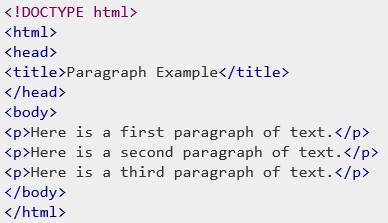 <!DOCTYPE html>
<html>
<head>
<title>Paragraph Example</title>
</head>
<body>
<p>Here is a first paragraph of text.</p>
<p>Here is a second paragraph of text.</p>
<p>Here is a third paragraph of text.</p>
</body>
</html>